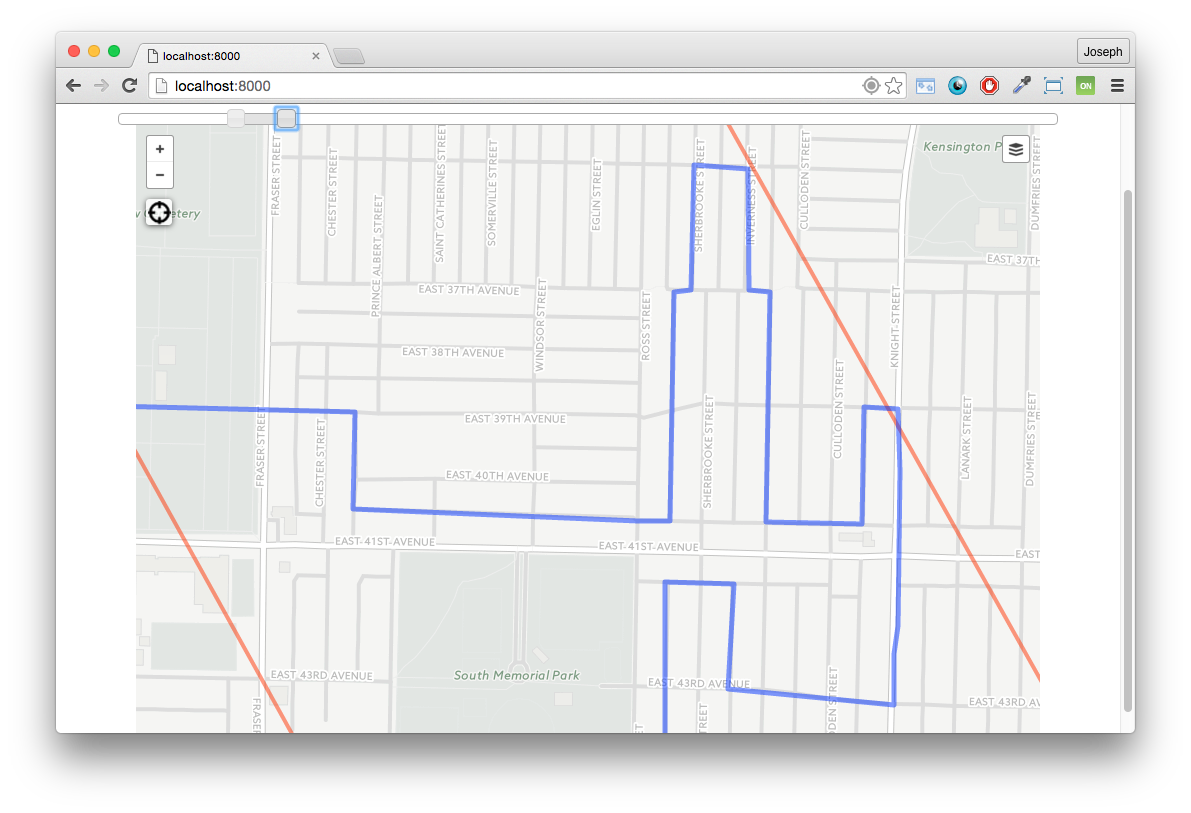 localhost:8000
Joseph
localhost:8000
ON
+
−
FRASER STREET
CHESTER STREET
PRINCE ALBERT STREET
SAINT CATHERINES STREET
SOMERVILLE STREET
EGLIN STREET
SHERBROOKE STREET
INVERNESS STREET
CULLODEN STREET
Kensington P
DUMFRIES STREET
w Cemetery
EAST 37TH
EAST 37TH AVENUE
WINDSOR STREET
ROSS STREET
KNIGHT STREET
EAST 38TH AVENUE
CULLODEN STREET
EAST 39TH AVENUE
FRASER STREET
CHESTER STREET
SHERBROOKE STREET
LANARK STREET
DUMFRIES STREET
EAST 40TH AVENUE
EAST 41ST AVENUE
EAST 41ST AVENUE
EAST
South Memorial Park
EAST 43RD AVENUE
EAST 43RD AVENUE
EAST 43RD AV
FRASER
ET
TREET
DEN STREET